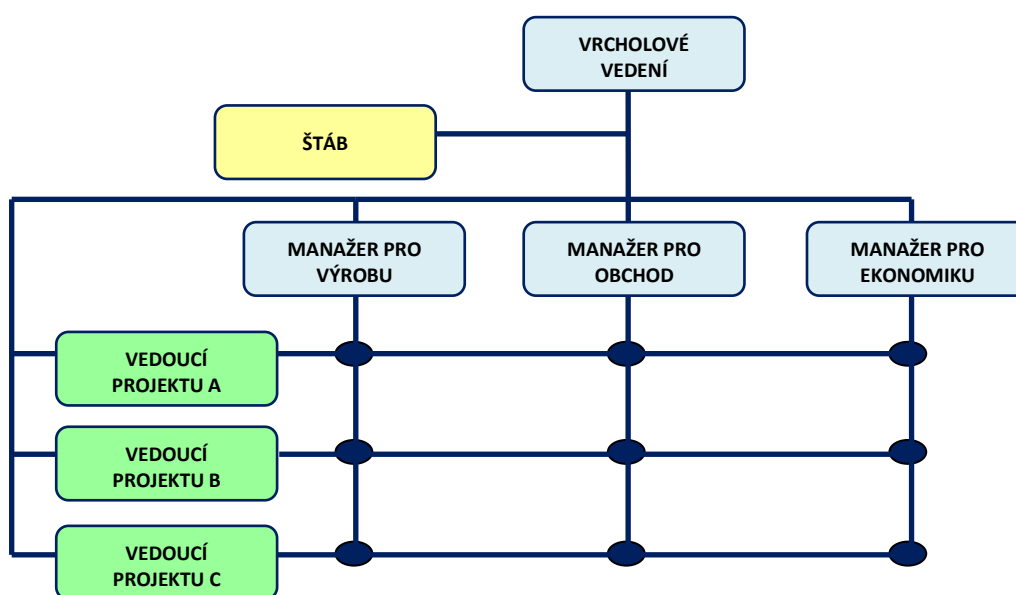 VRCHOLOVÉ
VEDENÍ
ŠTÁB
MANAŽER PRO
VÝROBU
MANAŽER PRO
OBCHOD
MANAŽER PRO
EKONOMIKU
VEDOUCÍ
PROJEKTU A
VEDOUCÍ
PROJEKTU B
VEDOUCÍ
PROJEKTU C